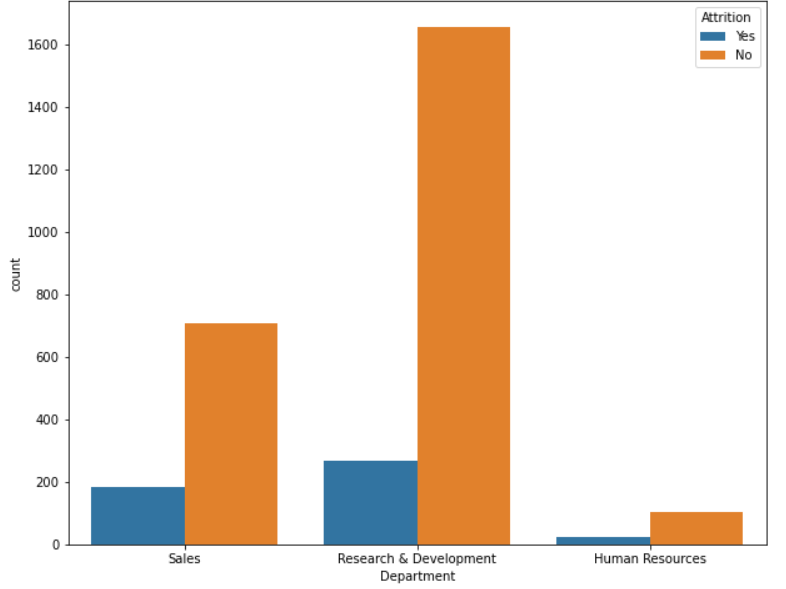 Attrition
Yes
No
1600
1400
1200
1000
800
600
400
200
0
count
Sales
Research & Development
Human Resources
Department